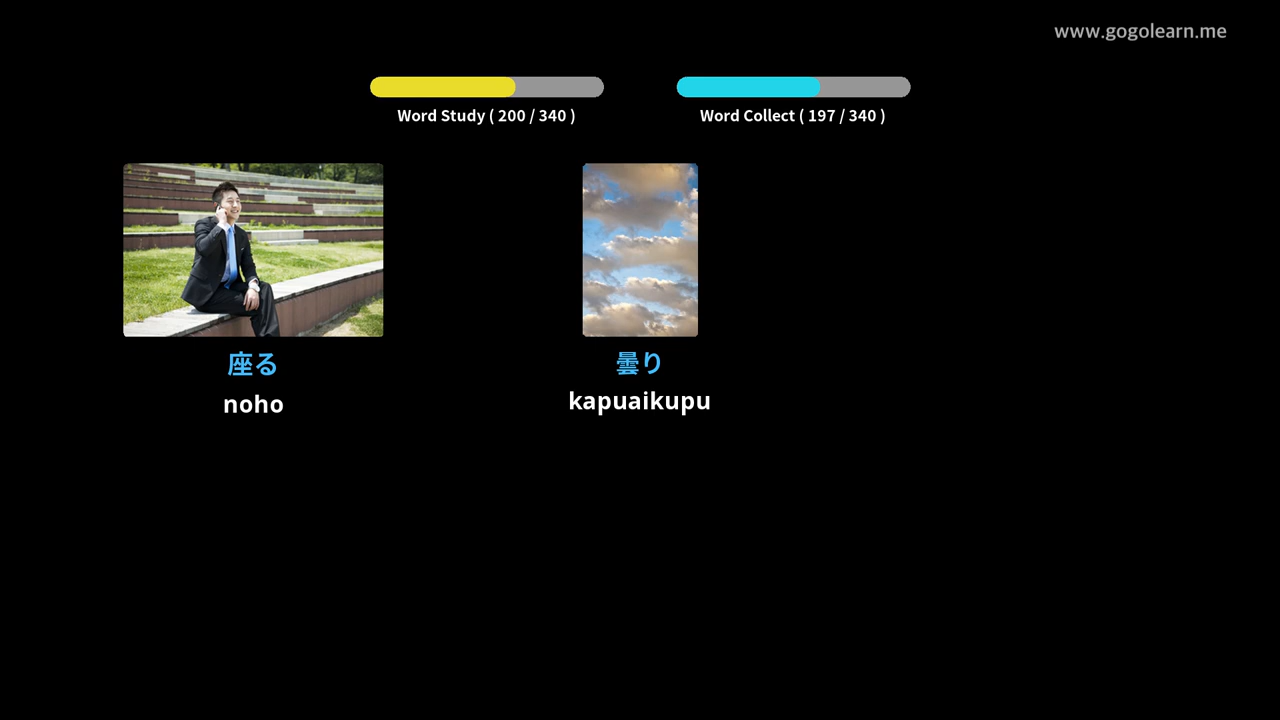 www.gogolearn.me
Word Study ( 200 / 340 )
Word Collect ( 197 / 340 )
座る
noho
曇り
kapuaikupu